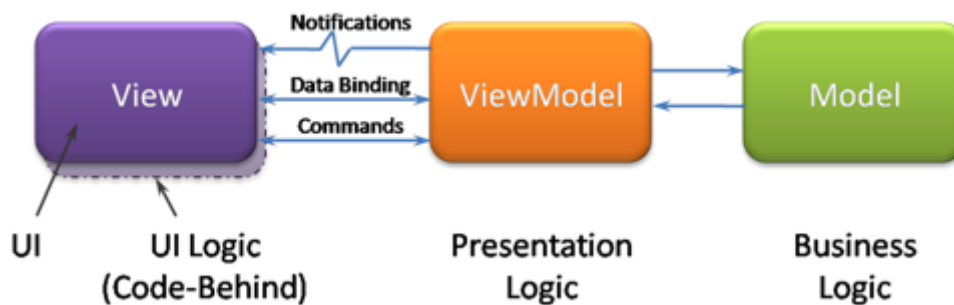 Notifications
View
Data Binding
ViewModel
Model
Commands
UI
UI Logic
(Code-Behind)
Presentation
Logic
Business
Logic